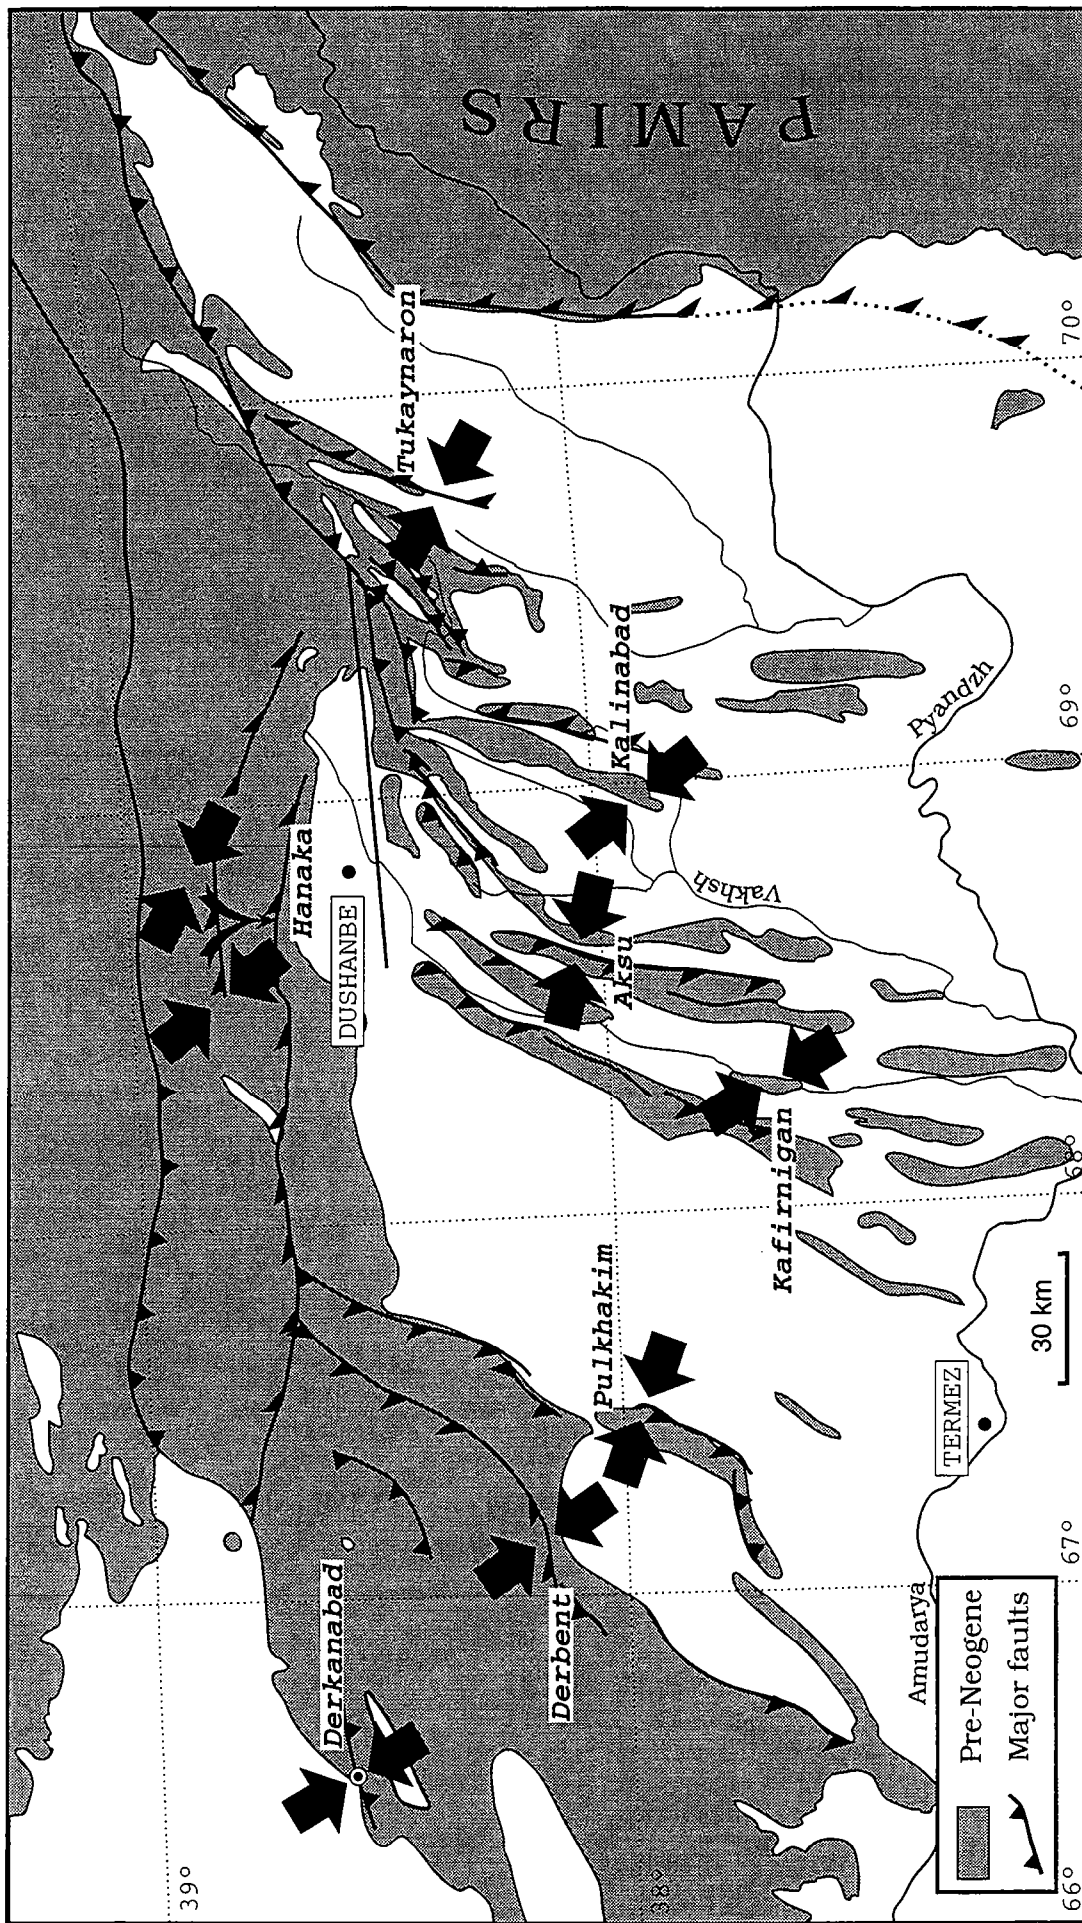 PAMIRS
Tukaynaron
Kalinabad
Hanaka
DUSHANBE
Aksu
Vakhsh
Pyandzh
Kafirnigan
Pulkhakim
Derbent
Derkanabad
TERMEZ
Amudarya
39°
38°
66°
67°
68°
69°
70°
30 km
Pre-Neogene
Major faults